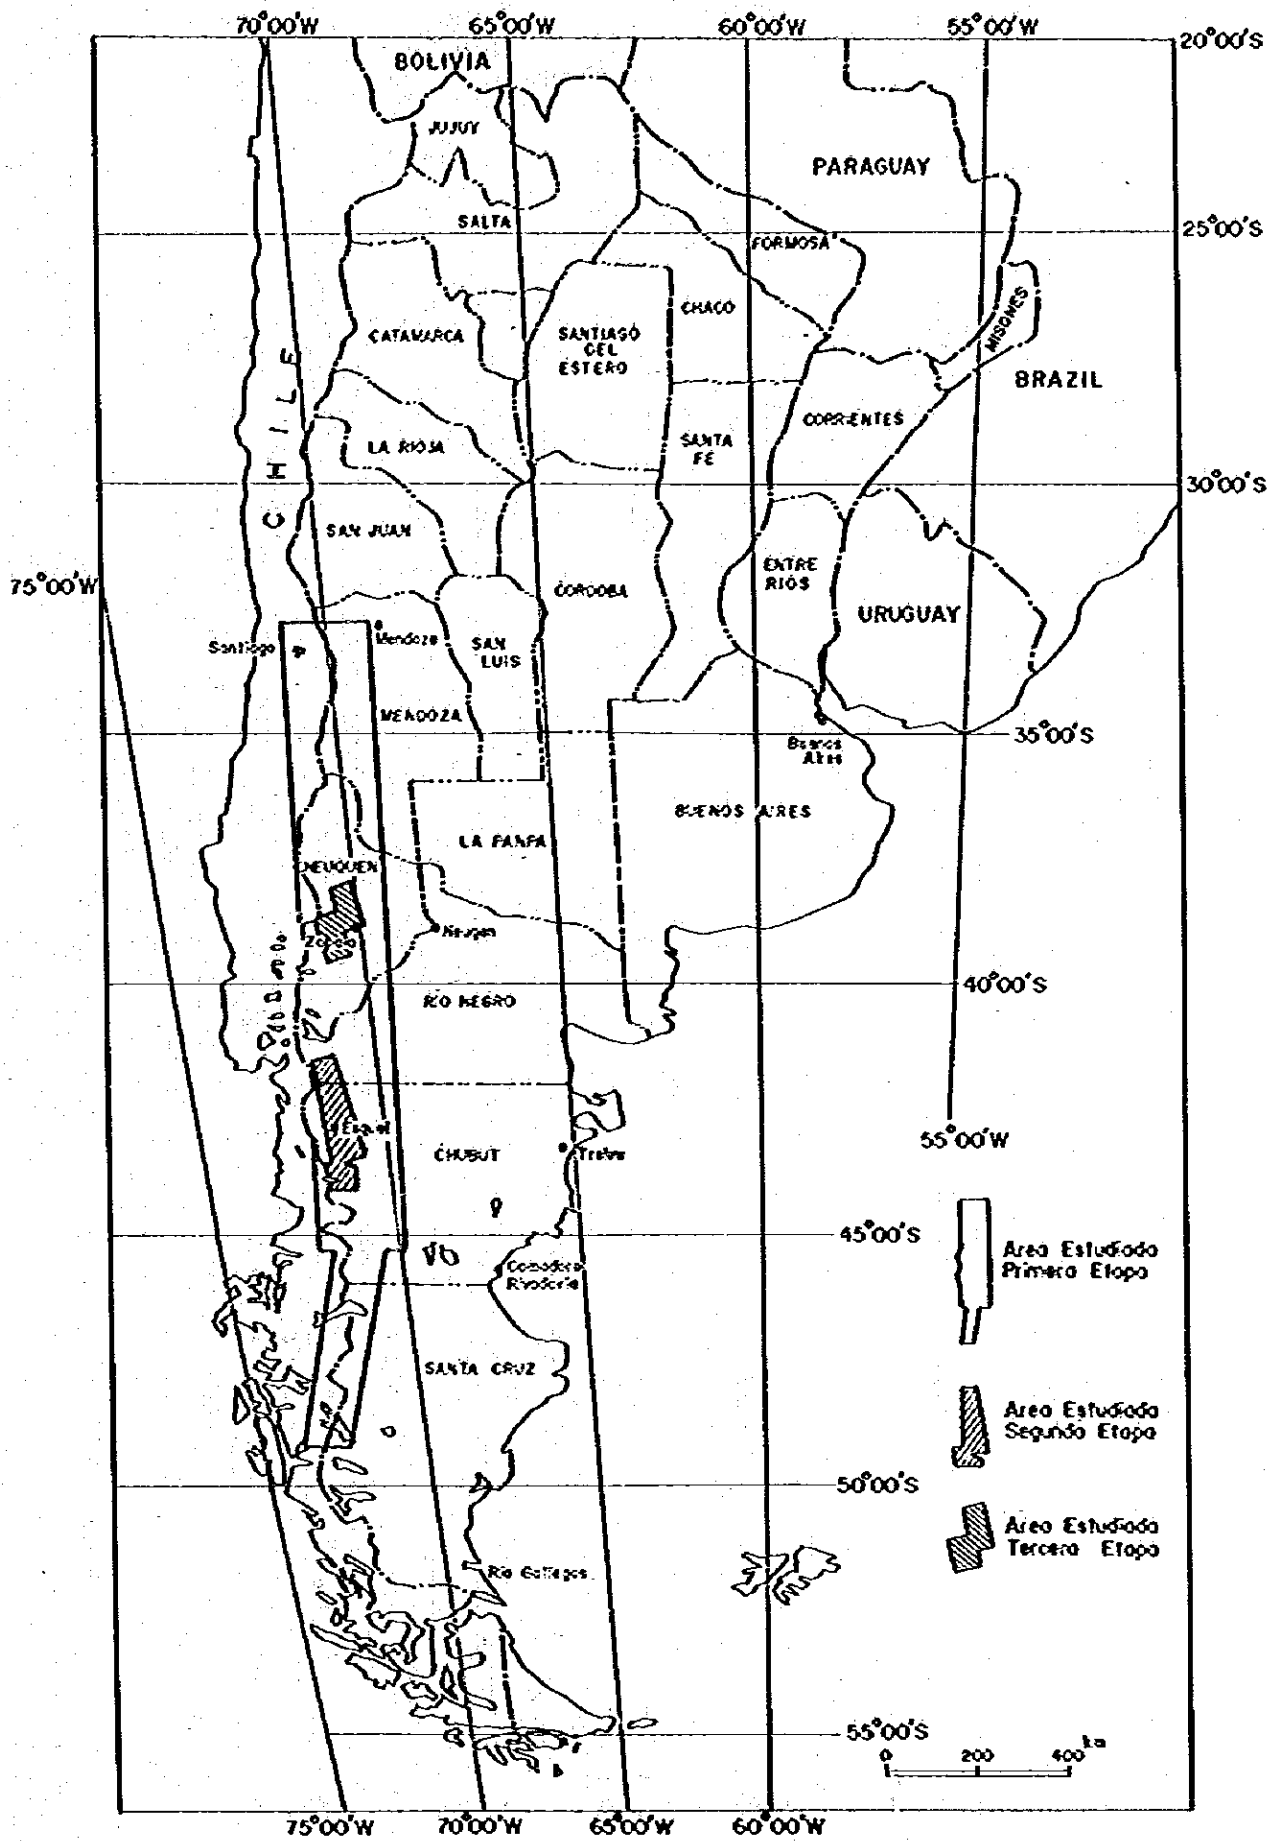 70°00'W 65°00'W 60°00'W 55°00'W
20°00'S
BOLIVIA
JUJUY
PARAGUAY
SALTA
25°00'S
FORMOSA
CHACO
MISONES
CATAMARCA
SANTIAGO
DEL
ESTERO
BRAZIL
CHILE
CORRIENTES
LA RIOJA
SANTA
FÉ
30°00'S
SAN JUAN
ENTRE
RIOS
75°00'W
CORDOBA
URUGUAY
Santiago
Mendoza
SAN
LUIS
MENDOZA
35°00'S
Buenos
Aires
BUENOS AIRES
LA PAMPA
NEUQUEN
Zapala
Neuquen
40°00'S
RIO NEGRO
55°00'W
Esquel
CHUBUT
Trelew
45°00'S
Area Estudiada
Primera Etapa
Comodoro
Rivadavia
SANTA CRUZ
Area Estudiada
Segunda Etapa
50°00'S
Area Estudiada
Tercera Etapa
Rio Gallegos
55°00'S
0 200 400 km
75°00'W 70°00'W 65°00'W 60°00'W